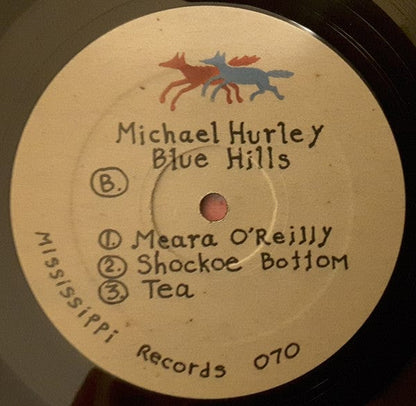 Michael Hurley
Blue Hills
B.
1. Meara O'Reilly
2. Shockoe Bottom
3. Tea
Mississippi Records 070